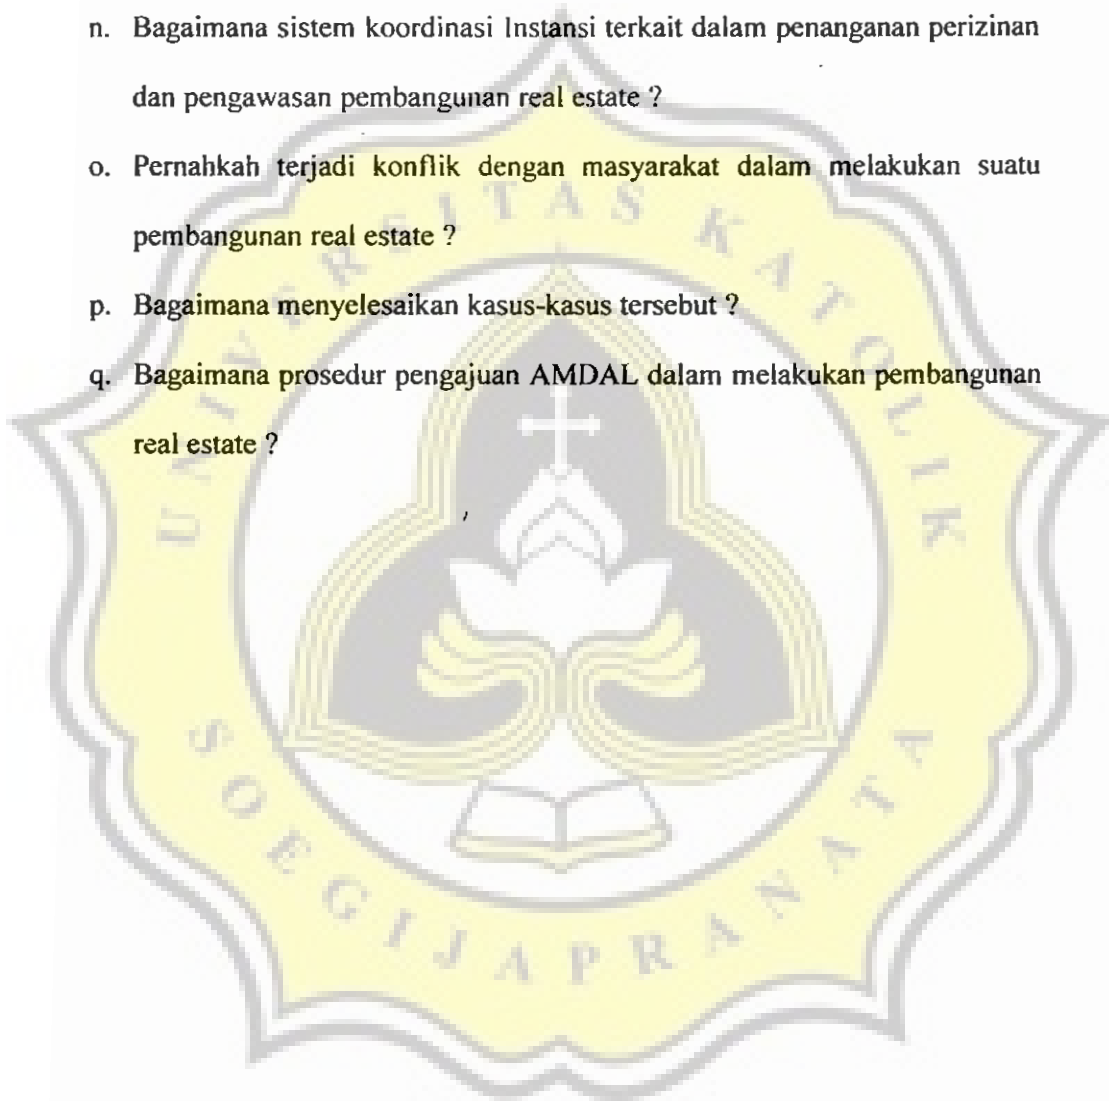 n. Bagaimana sistem koordinasi Instansi terkait dalam penanganan perizinan
dan pengawasan pembangunan real estate ?
o. Pernahkah terjadi konflik dengan masyarakat dalam melakukan suatu
pembangunan real estate ?
p. Bagaimana menyelesaikan kasus-kasus tersebut ?
q. Bagaimana prosedur pengajuan AMDAL dalam melakukan pembangunan
real estate ?
UNIVERSITAS KATOLIK
SOEGIJAPRANATA